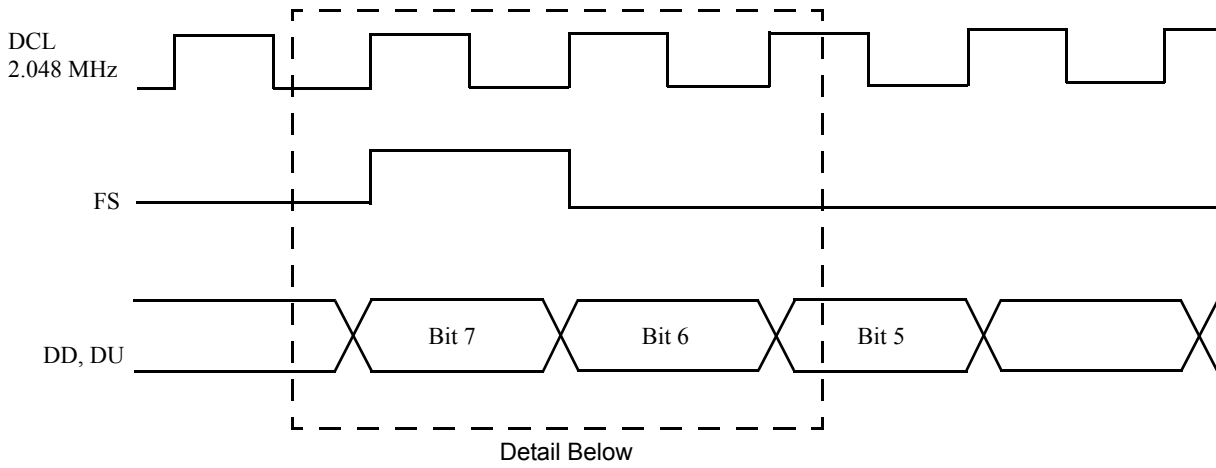 DCL
2.048 MHz
FS
DD, DU
Bit 7
Bit 6
Bit 5
Detail Below